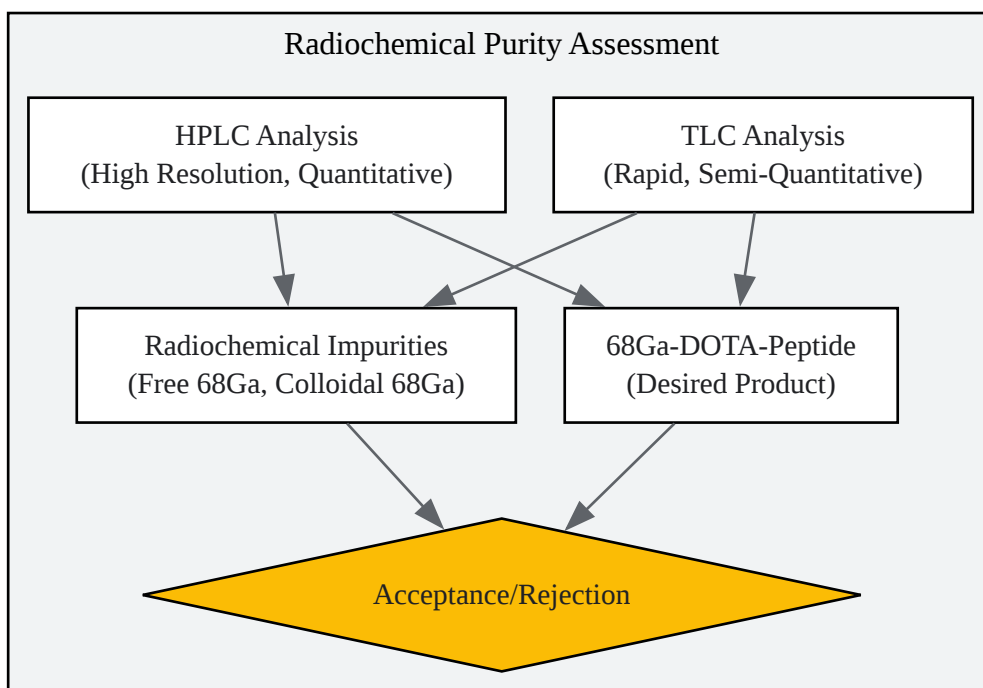 Radiochemical Purity Assessment
HPLC Analysis
(High Resolution, Quantitative)
TLC Analysis
(Rapid, Semi-Quantitative)
Radiochemical Impurities
(Free 68Ga, Colloidal 68Ga)
68Ga-DOTA-Peptide
(Desired Product)
Acceptance/Rejection